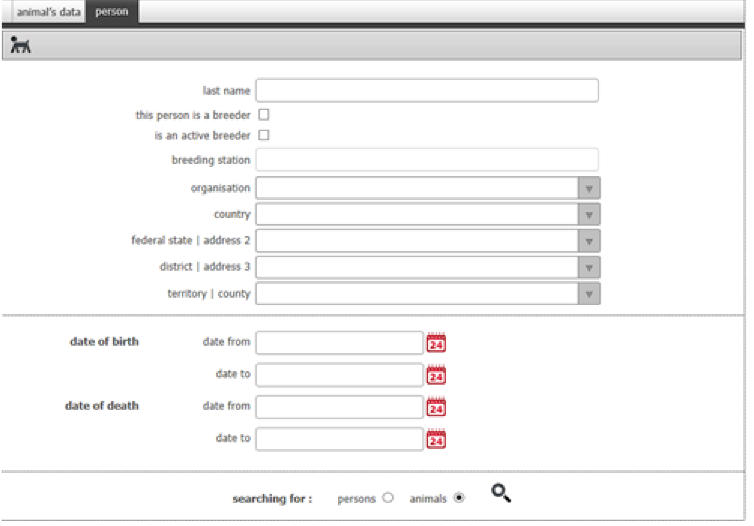 animal's data person
last name
this person is a breeder
is an active breeder
breeding station
organisation
country
federal state | address 2
district | address 3
territory | county
date of birth date from 24
date to 24
date of death date from 24
date to 24
searching for : persons animals